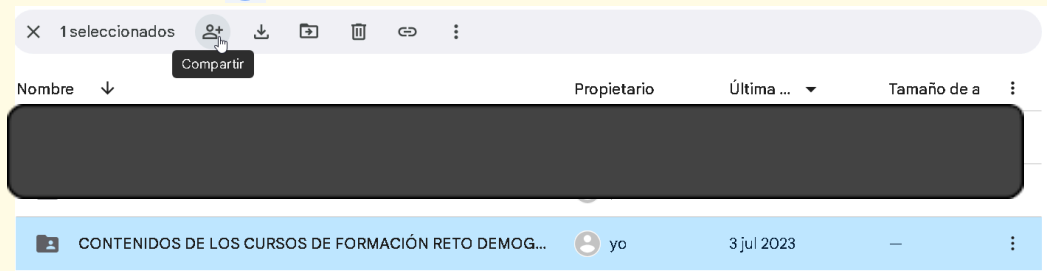 1 seleccionados
Compartir
Nombre Propietario Última ... Tamaño de a
CONTENIDOS DE LOS CURSOS DE FORMACIÓN RETO DEMOG... yo 3 jul 2023 —